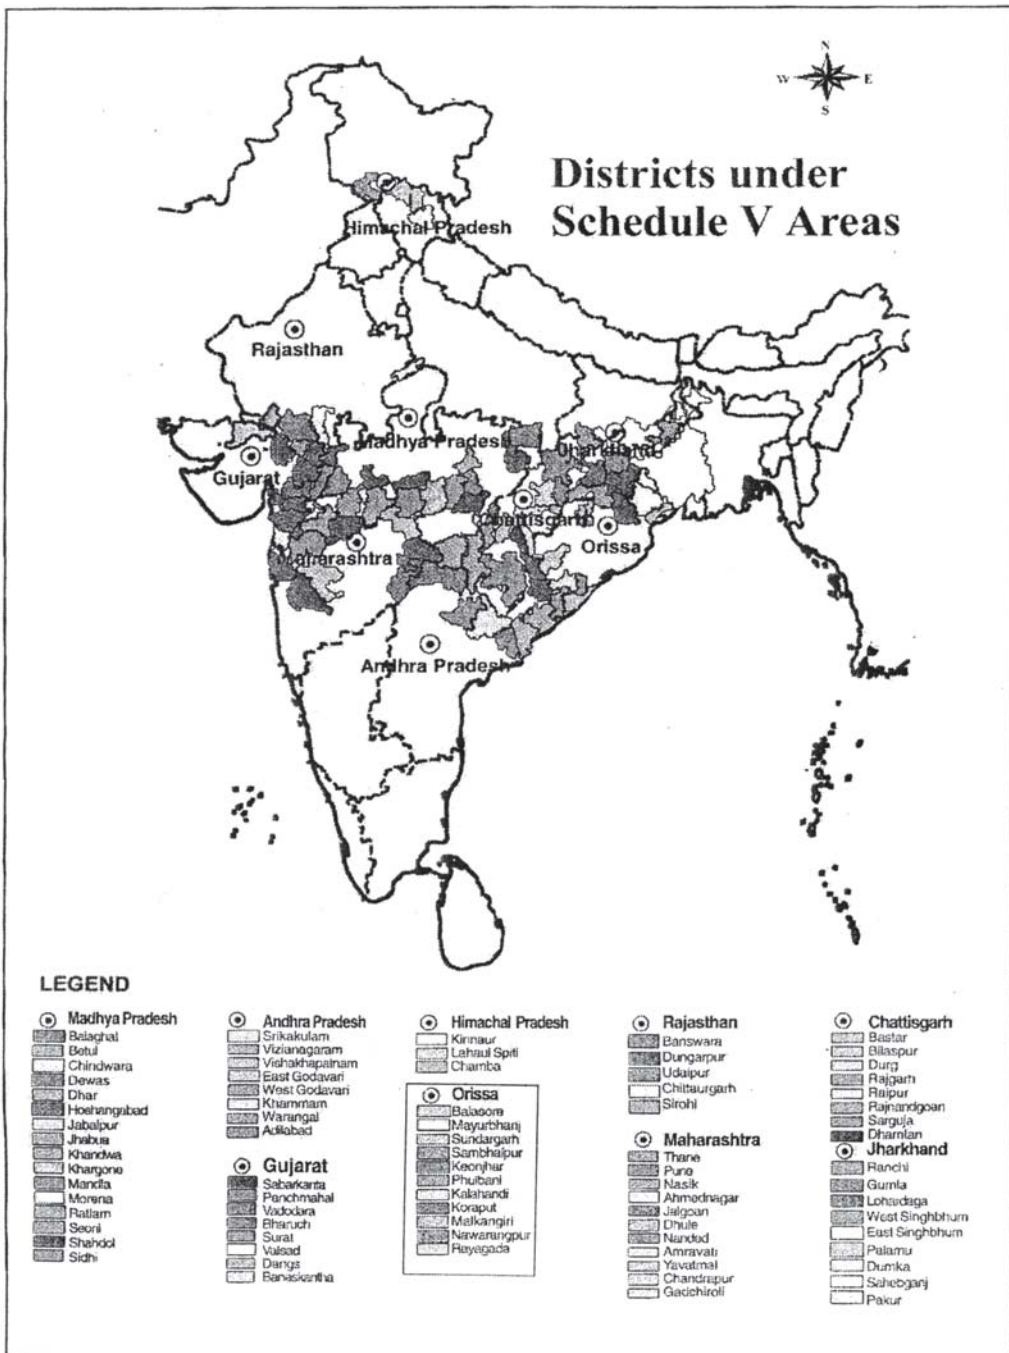 N
W E
S
Districts under
Schedule V Areas
Himachal Pradesh
Rajasthan
Madhya Pradesh
Jharkhand
Gujarat
Chattisgarh
Orissa
Maharashtra
Andhra Pradesh
LEGEND
Madhya Pradesh
Balaghat
Betul
Chindwara
Dewas
Dhar
Hoshangabad
Jabalpur
Jhabua
Khandwa
Khargone
Mandla
Morena
Ratlam
Seoni
Shahdol
Sidhi
Andhra Pradesh
Srikakulam
Vizianagaram
Vishakhapatnam
East Godavari
West Godavari
Khammam
Warangal
Adilabad
Gujarat
Sabarkanta
Panchmahal
Vadodara
Bharuch
Surat
Valsad
Dangs
Banaskantha
Himachal Pradesh
Kinnaur
Lahaul Spiti
Chamba
Orissa
Balasore
Mayurbhanj
Sundargarh
Sambhalpur
Keonjhar
Phulbani
Kalahandi
Koraput
Malkangiri
Nawarangpur
Rayagada
Rajasthan
Banswara
Dungarpur
Udaipur
Chittaurgarh
Sirohi
Maharashtra
Thane
Pune
Nasik
Ahmednagar
Jalgoan
Dhule
Nanded
Amravati
Yavatmal
Chandrapur
Gadchiroli
Chattisgarh
Bastar
Bilaspur
Durg
Rajgarh
Raipur
Rajnandgoan
Sarguja
Dhamtari
Jharkhand
Ranchi
Gumla
Lohardaga
West Singhbhum
East Singhbhum
Palamu
Dumka
Sahebganj
Pakur